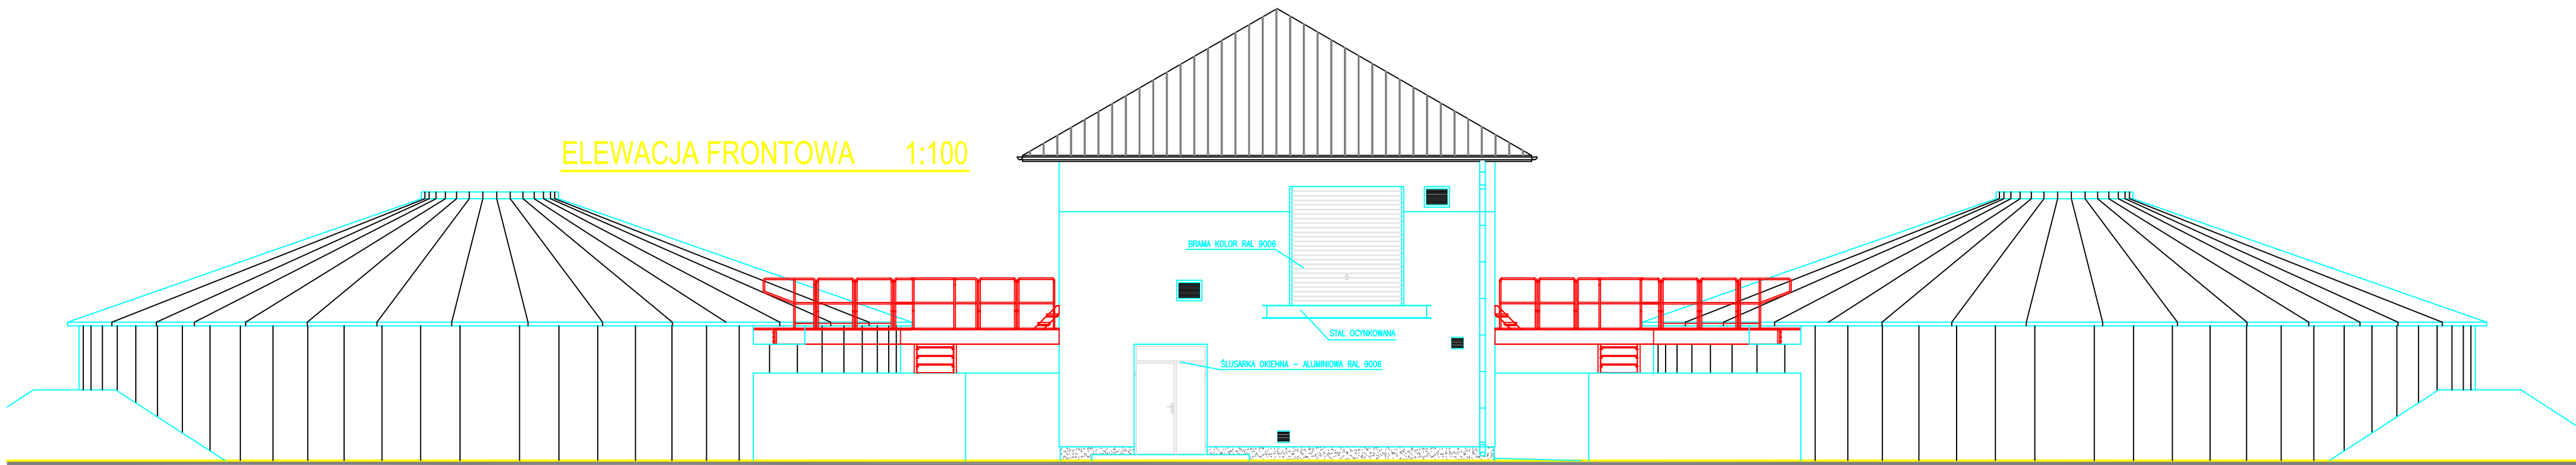 ELEWACJA FRONTOWA 1:100
BRAMA KOLOR RAL 9006
STAL OCYNKOWANA
ŚLUSARKA OKIENNA - ALUMINIOWA RAL 9006